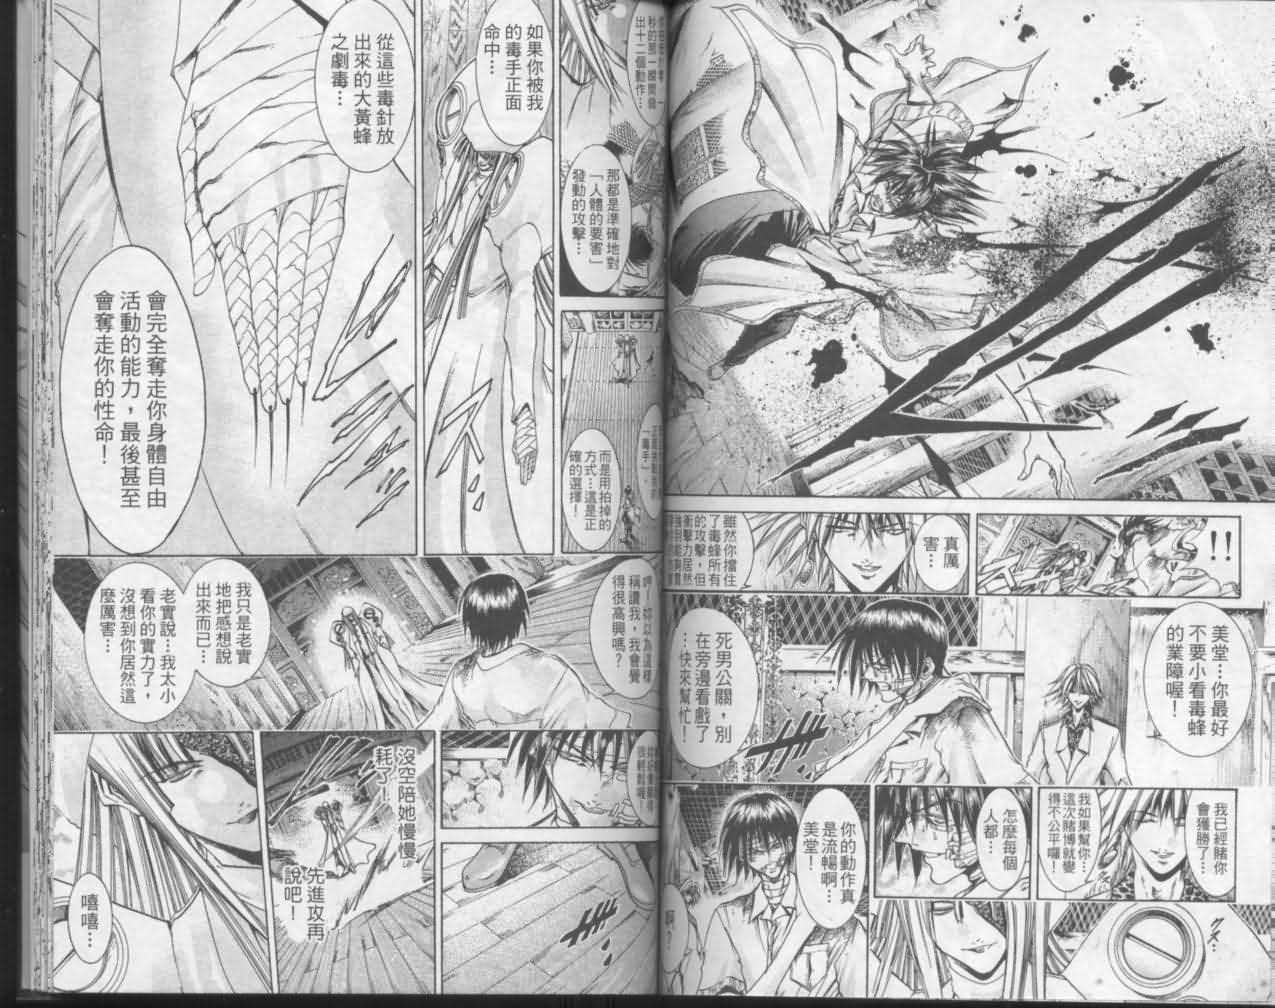 !!
真厲
害…
雖然你擋住
了毒蜂所有
的攻擊，但
衝擊力居然
美堂…你最好
不要小看毒蜂
的業障喔！
死男公關，別
在旁邊看戲了
…快來幫忙！
我已經賭你
會獲勝了…
我如果幫你…
這次賭博就變
得不公平囉！
怎麼每個
人都…
你的動作真
是流暢啊…
美堂！
秒的那一瞬間做
出十二個動作…
那都是準確地對
「人體的要害」
發動的攻擊…
「毒手」，
而是用拍掉的
方式…這是正
確的選擇！
如果你被我
的毒手正面
命中…
從這些毒針放
出來的大黃蜂
之劇毒…
會完全奪走你身體自由
活動的能力，最後甚至
會奪走你的性命！
呿！妳以為這樣
稱讚我，我會覺
得很高興嗎？
我只是老實
地把感想說
出來而已…
老實說…我太小
看你的實力了，
沒想到你居然這
麼厲害…
沒空陪她慢慢
耗了！
先進攻再
說吧！
嘻嘻…